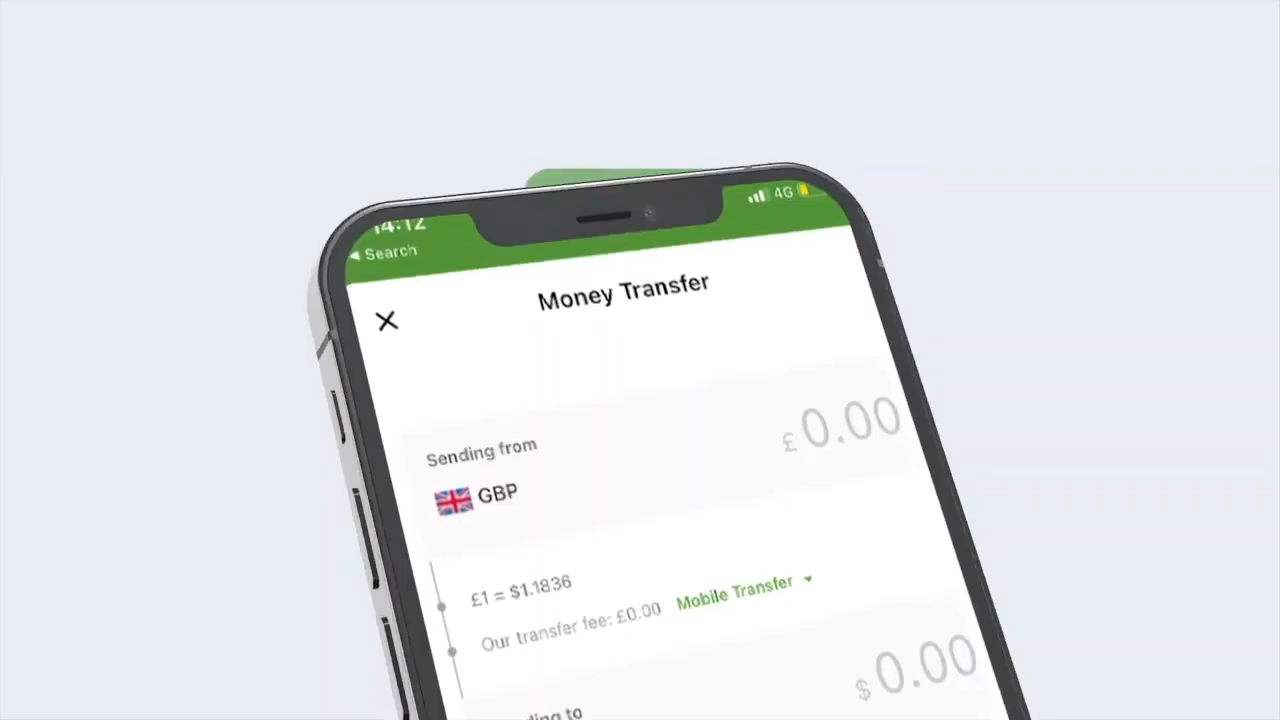 14:12
4G
◀ Search
Money Transfer
£ 0.00
Sending from
GBP
£1 = $1.1836
Our transfer fee: £0.00 Mobile Transfer
$ 0.00
to